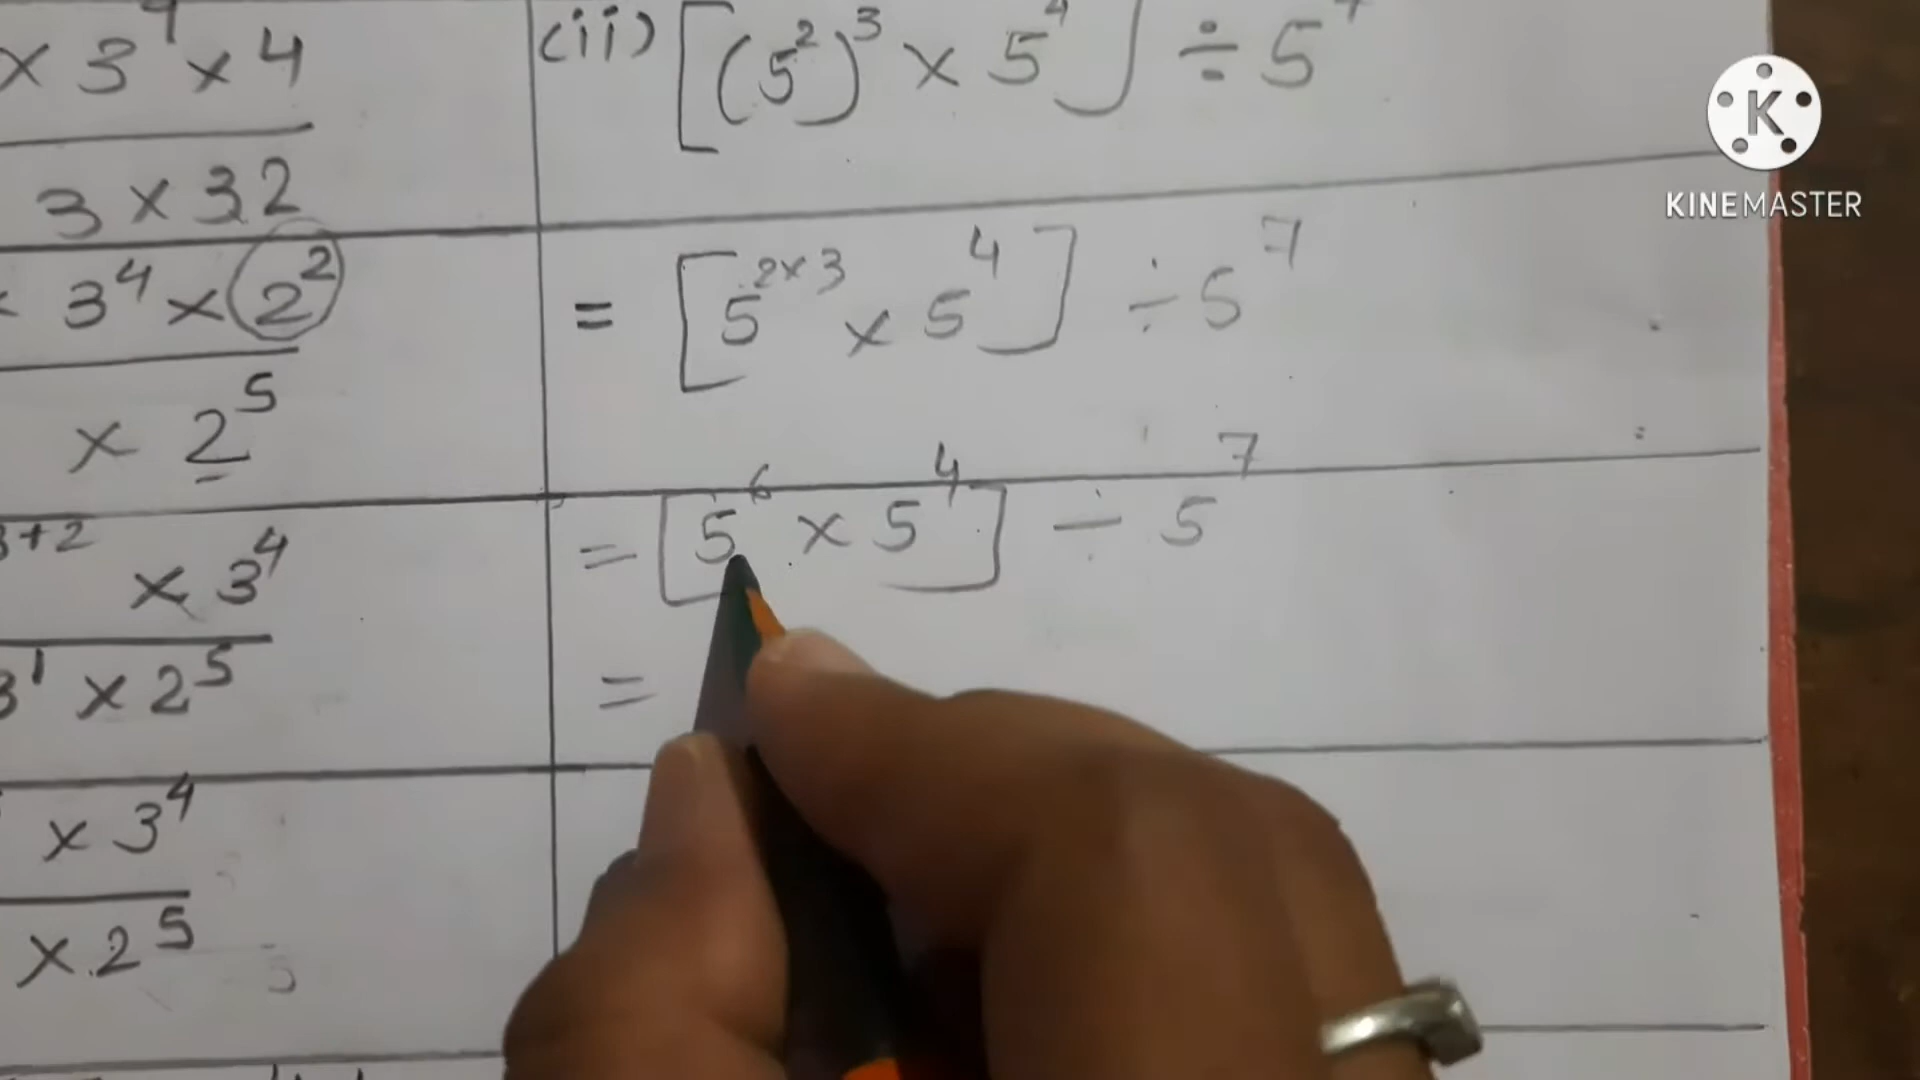 × 3⁴ × 4
3 × 32
× 3⁴ × 2²
× 2⁵
3+2 × 3⁴
3¹ × 2⁵
× 3⁴
× 2⁵
(ii) [(5²)³ × 5⁴] ÷ 5⁷
= [5²ˣ³ × 5⁴] ÷ 5⁷
= [5⁶ × 5⁴] ÷ 5⁷
=
K
KINEMASTER